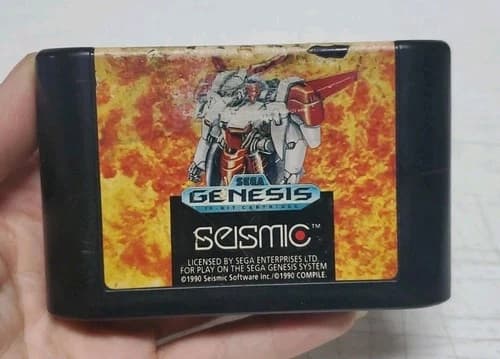 SEGA
GENESIS
16-BIT CARTRIDGE
SEISMIC™
LICENSED BY SEGA ENTERPRISES LTD.
FOR PLAY ON THE SEGA GENESIS SYSTEM
©1990 Seismic Software Inc./©1990 COMPILE.